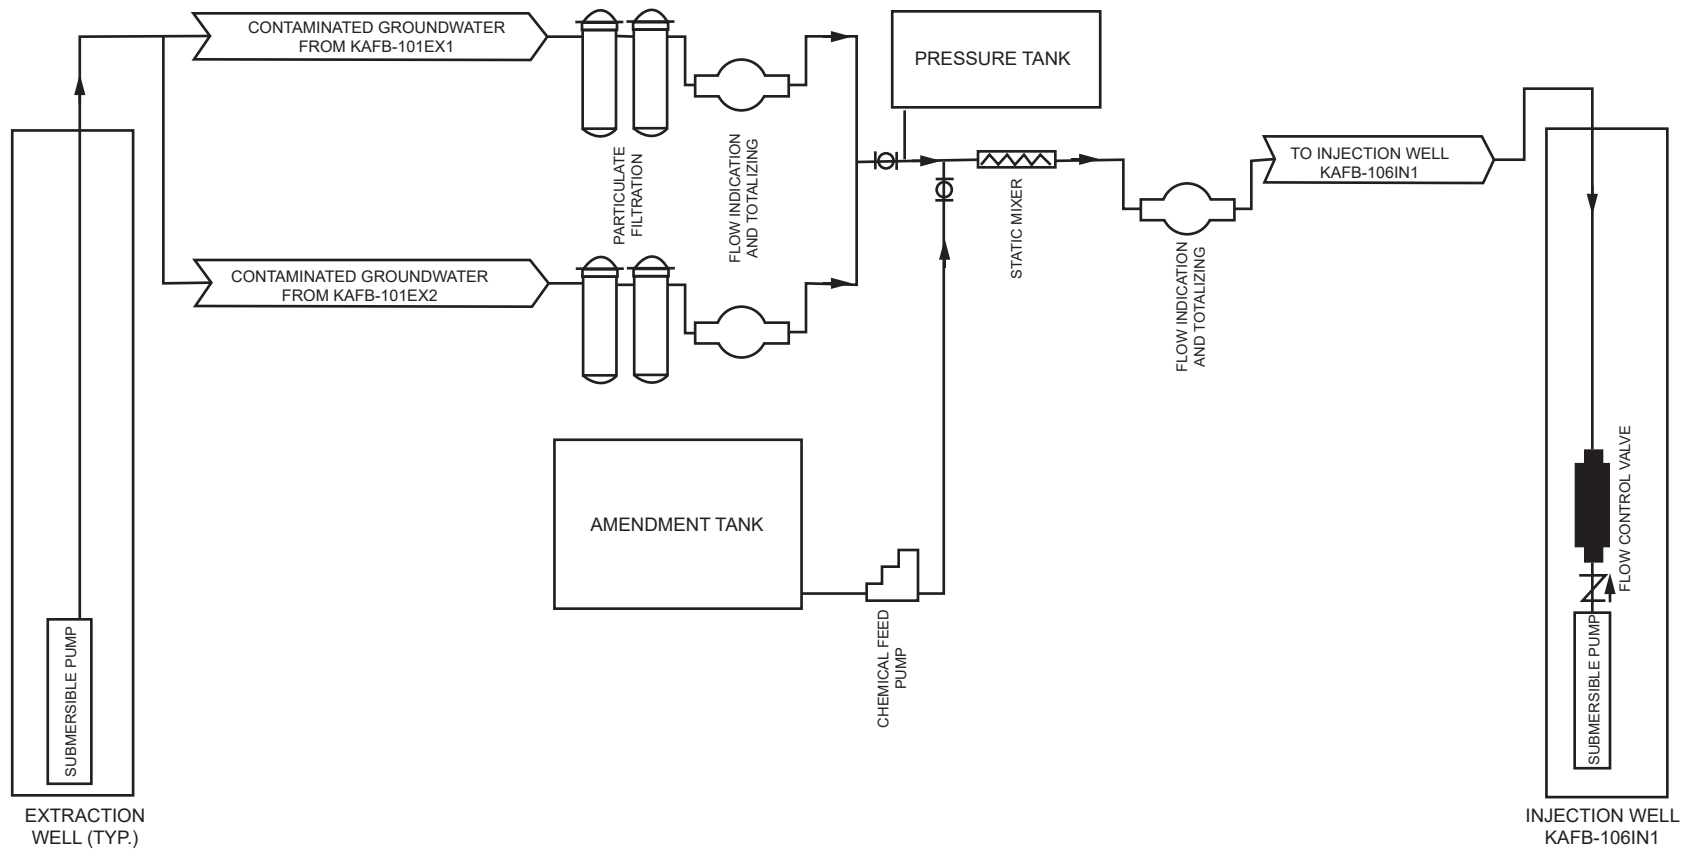 CONTAMINATED GROUNDWATER
FROM KAFB-101EX1
PRESSURE TANK
PARTICULATE
FILTRATION
FLOW INDICATION
AND TOTALIZING
STATIC MIXER
TO INJECTION WELL
KAFB-106IN1
FLOW INDICATION
AND TOTALIZING
CONTAMINATED GROUNDWATER
FROM KAFB-101EX2
AMENDMENT TANK
CHEMICAL FEED
PUMP
FLOW CONTROL VALVE
SUBMERSIBLE PUMP
SUBMERSIBLE PUMP
EXTRACTION
WELL (TYP.)
INJECTION WELL
KAFB-106IN1